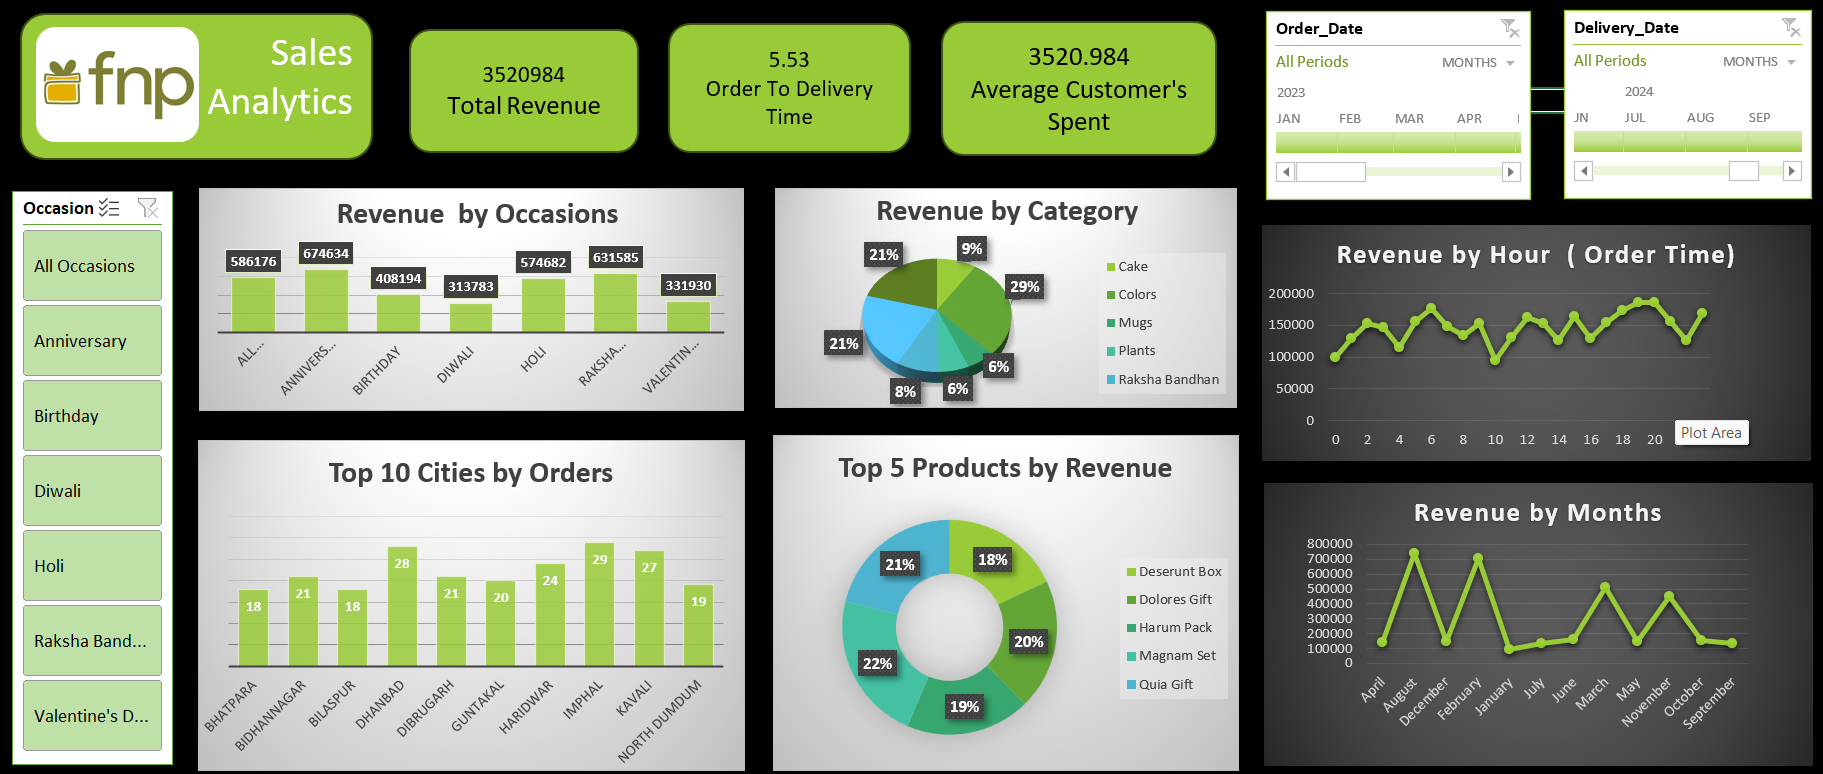 fnp
Sales
Analytics
3520984
Total Revenue
5.53
Order To Delivery
Time
3520.984
Average Customer's
Spent
Order_Date
All Periods
MONTHS
2023
JAN FEB MAR APR
Delivery_Date
All Periods
MONTHS
2024
JN JUL AUG SEP
Occasion
All Occasions
Anniversary
Birthday
Diwali
Holi
Raksha Band...
Valentine's D...
Revenue by Occasions
586176
674634
408194
313783
574682
631585
331930
ALL...
ANNIVERS...
BIRTHDAY
DIWALI
HOLI
RAKSHA...
VALENTIN...
Revenue by Category
9%
29%
6%
6%
8%
21%
21%
Cake
Colors
Mugs
Plants
Raksha Bandhan
Revenue by Hour ( Order Time)
200000
150000
100000
50000
0
0 2 4 6 8 10 12 14 16 18 20
Plot Area
Top 10 Cities by Orders
18
21
18
28
21
20
24
29
27
19
BHATPARA
BIDHANNAGAR
BILASPUR
DHANBAD
DIBRUGARH
GUNTAKAL
HARIDWAR
IMPHAL
KAVALI
NORTH DUMDUM
Top 5 Products by Revenue
18%
20%
19%
22%
21%
Deserunt Box
Dolores Gift
Harum Pack
Magnam Set
Quia Gift
Revenue by Months
800000
700000
600000
500000
400000
300000
200000
100000
0
April
August
December
February
January
July
June
March
May
November
October
September